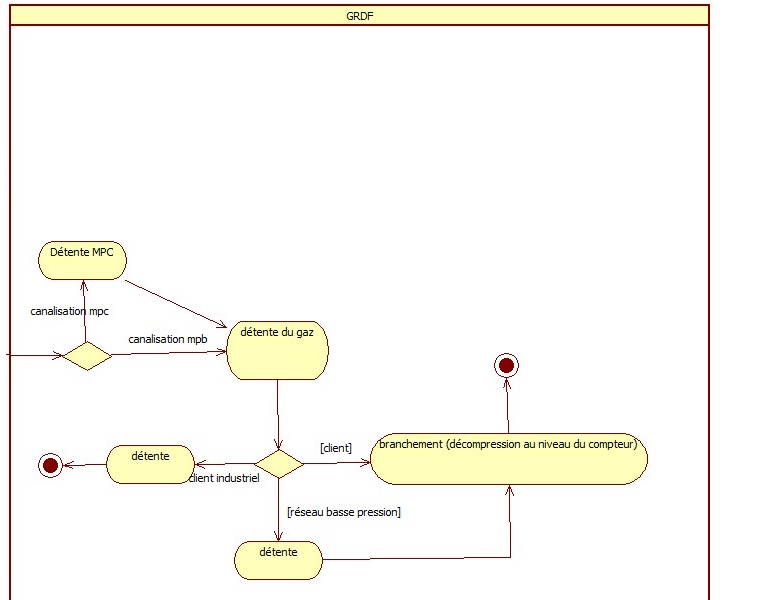 GRDF
Détente MPC
canalisation mpc
canalisation mpb
détente du gaz
[client]
branchement (décompression au niveau du compteur)
détente
client industriel
[réseau basse pression]
détente